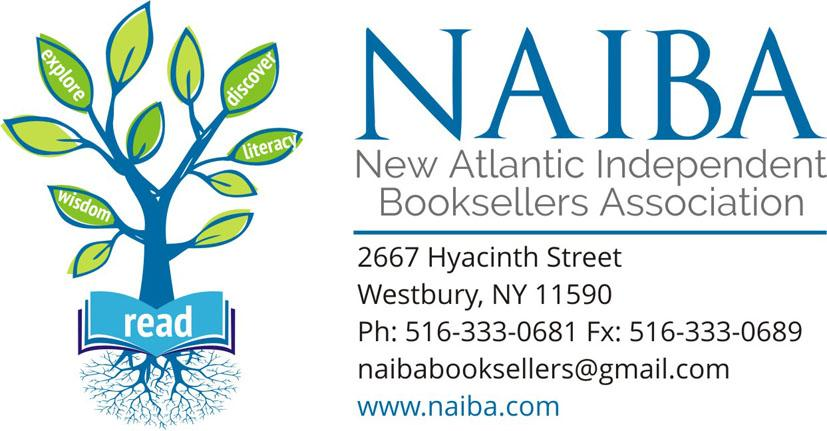 explore
discover
literacy
wisdom
read
NAIBA
New Atlantic Independent
Booksellers Association
2667 Hyacinth Street
Westbury, NY 11590
Ph: 516-333-0681 Fx: 516-333-0689
naibabooksellers@gmail.com
www.naiba.com